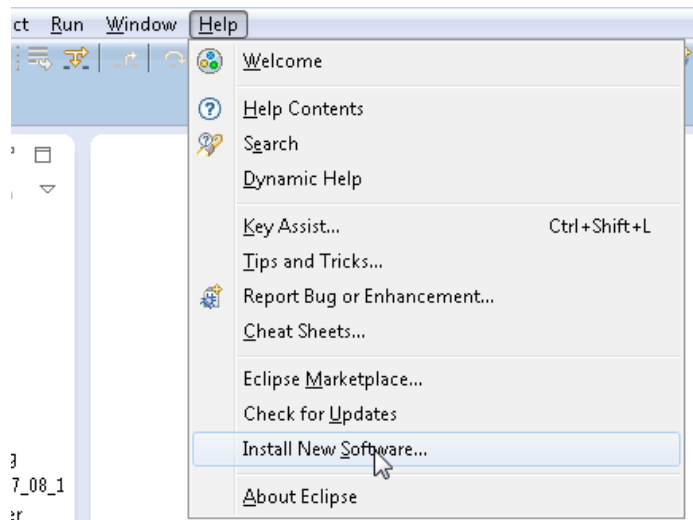 ct Run Window Help
Welcome
Help Contents
Search
Dynamic Help
Key Assist... Ctrl+Shift+L
Tips and Tricks...
Report Bug or Enhancement...
Cheat Sheets...
Eclipse Marketplace...
Check for Updates
Install New Software...
About Eclipse
g
7_08_1
er